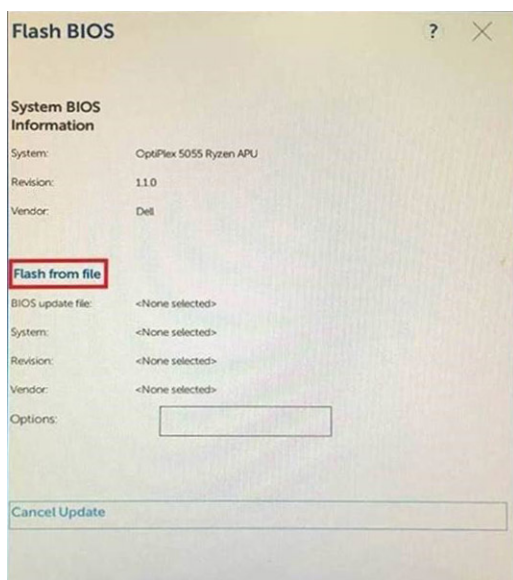 Flash BIOS ?
System BIOS
Information
System: OptiPlex 5055 Ryzen APU
Revision: 1.1.0
Vendor: Dell
Flash from file
BIOS update file: <None selected>
System: <None selected>
Revision: <None selected>
Vendor: <None selected>
Options:
Cancel Update